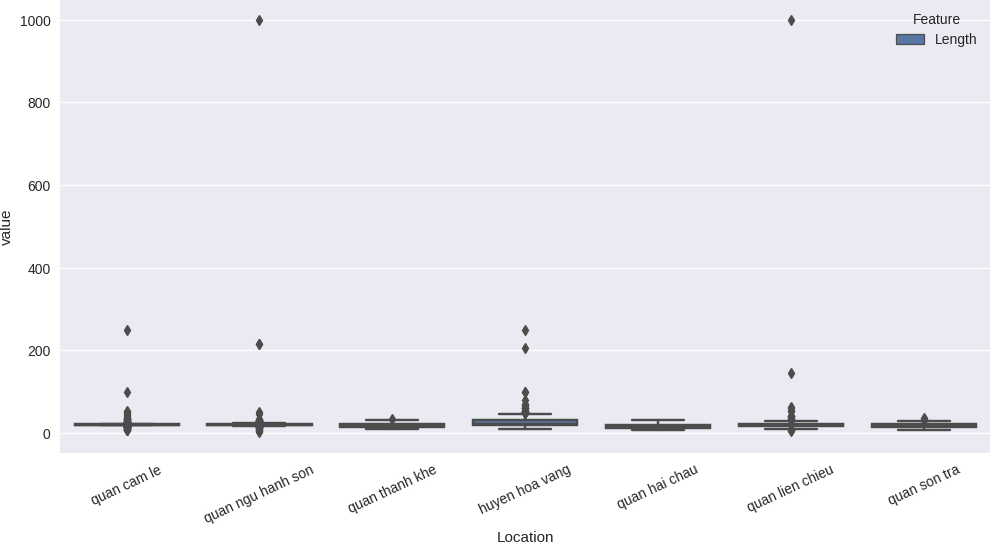 1000
800
600
400
200
0
value
Feature
Length
quan cam le
quan ngu hanh son
quan thanh khe
huyen hoa vang
quan hai chau
quan lien chieu
quan son tra
Location